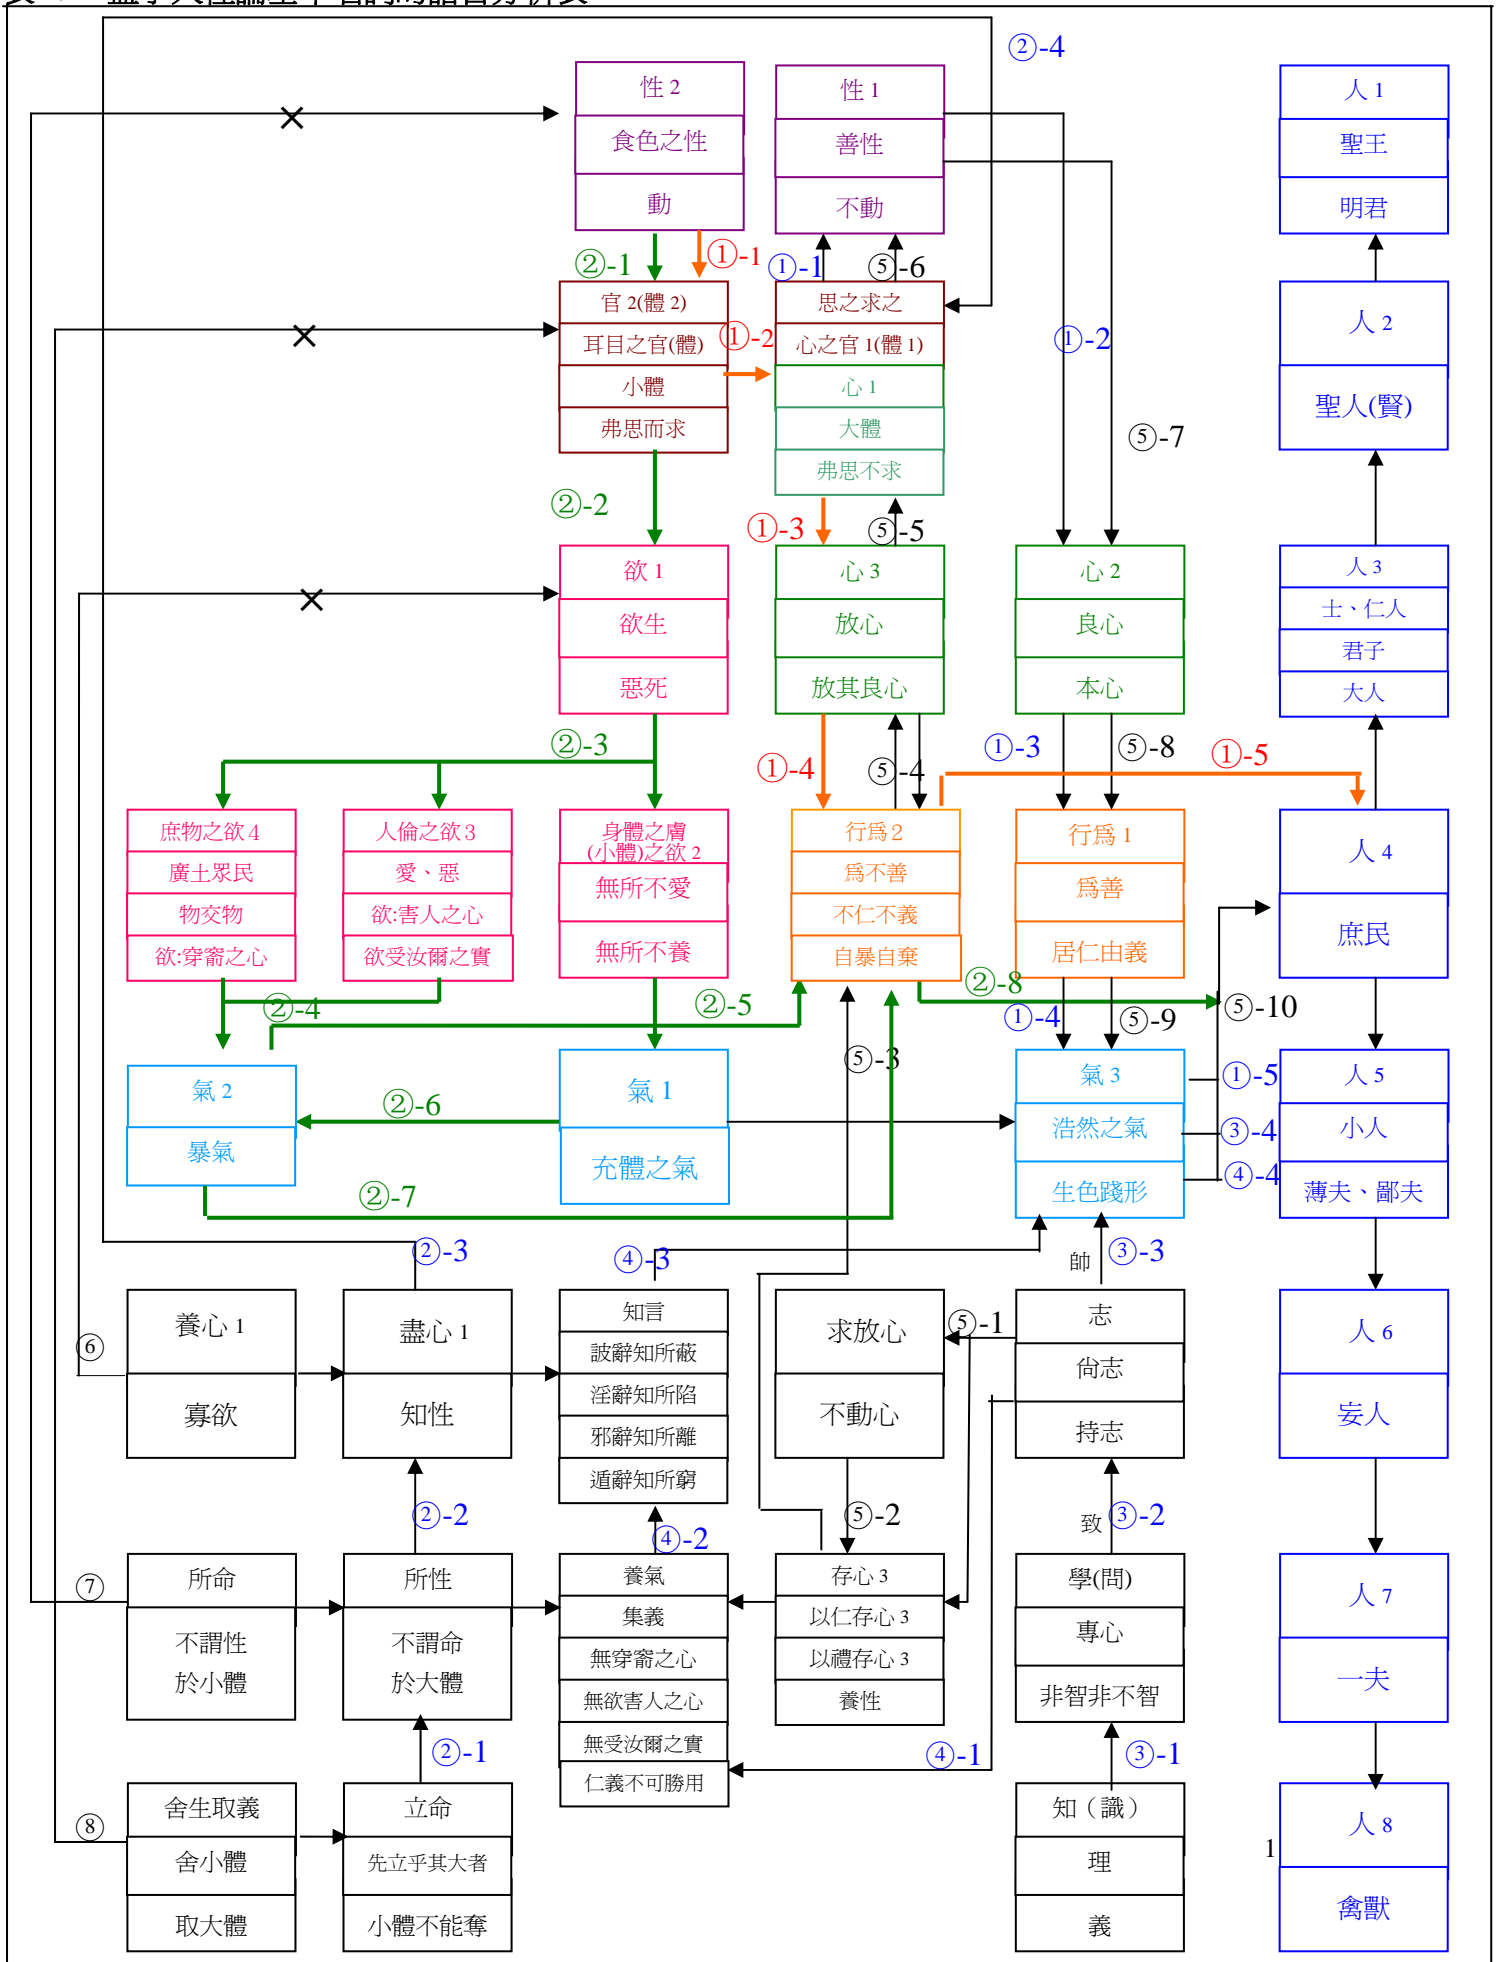 ②-4
性 2
食色之性
動
性 1
善性
不動
人 1
聖王
明君
②-1
①-1
①-1
⑤-6
官 2(體 2)
耳目之官(體)
小體
弗思而求
①-2
思之求之
心之官 1(體 1)
心 1
大體
弗思不求
①-2
人 2
聖人(賢)
⑤-7
②-2
①-3
⑤-5
欲 1
欲生
惡死
心 3
放心
放其良心
心 2
良心
本心
人 3
士、仁人
君子
大人
②-3
①-4
⑤-4
①-3
⑤-8
①-5
庶物之欲 4
廣土眾民
物交物
欲:穿窬之心
人倫之欲 3
愛、惡
欲:害人之心
欲受汝爾之實
身體之膚
(小體)之欲 2
無所不愛
無所不養
行為 2
為不善
不仁不義
自暴自棄
行為 1
為善
居仁由義
人 4
庶民
②-4
②-5
②-8
①-4
⑤-9
⑤-10
⑤-3
氣 2
暴氣
②-6
氣 1
充體之氣
氣 3
浩然之氣
生色踐形
①-5
③-4
④-4
人 5
小人
薄夫、鄙夫
②-7
②-3
④-3
帥
③-3
⑥
養心 1
寡欲
盡心 1
知性
知言
詖辭知所蔽
淫辭知所陷
邪辭知所離
遁辭知所窮
求放心
不動心
⑤-1
志
尚志
持志
人 6
妄人
②-2
④-2
⑤-2
致
③-2
⑦
所命
不謂性
於小體
所性
不謂命
於大體
養氣
集義
無穿窬之心
無欲害人之心
無受汝爾之實
仁義不可勝用
存心 3
以仁存心 3
以禮存心 3
養性
學(問)
專心
非智非不智
人 7
一夫
②-1
④-1
③-1
⑧
舍生取義
舍小體
取大體
立命
先立乎其大者
小體不能奪
知（識）
理
義
1
人 8
禽獸